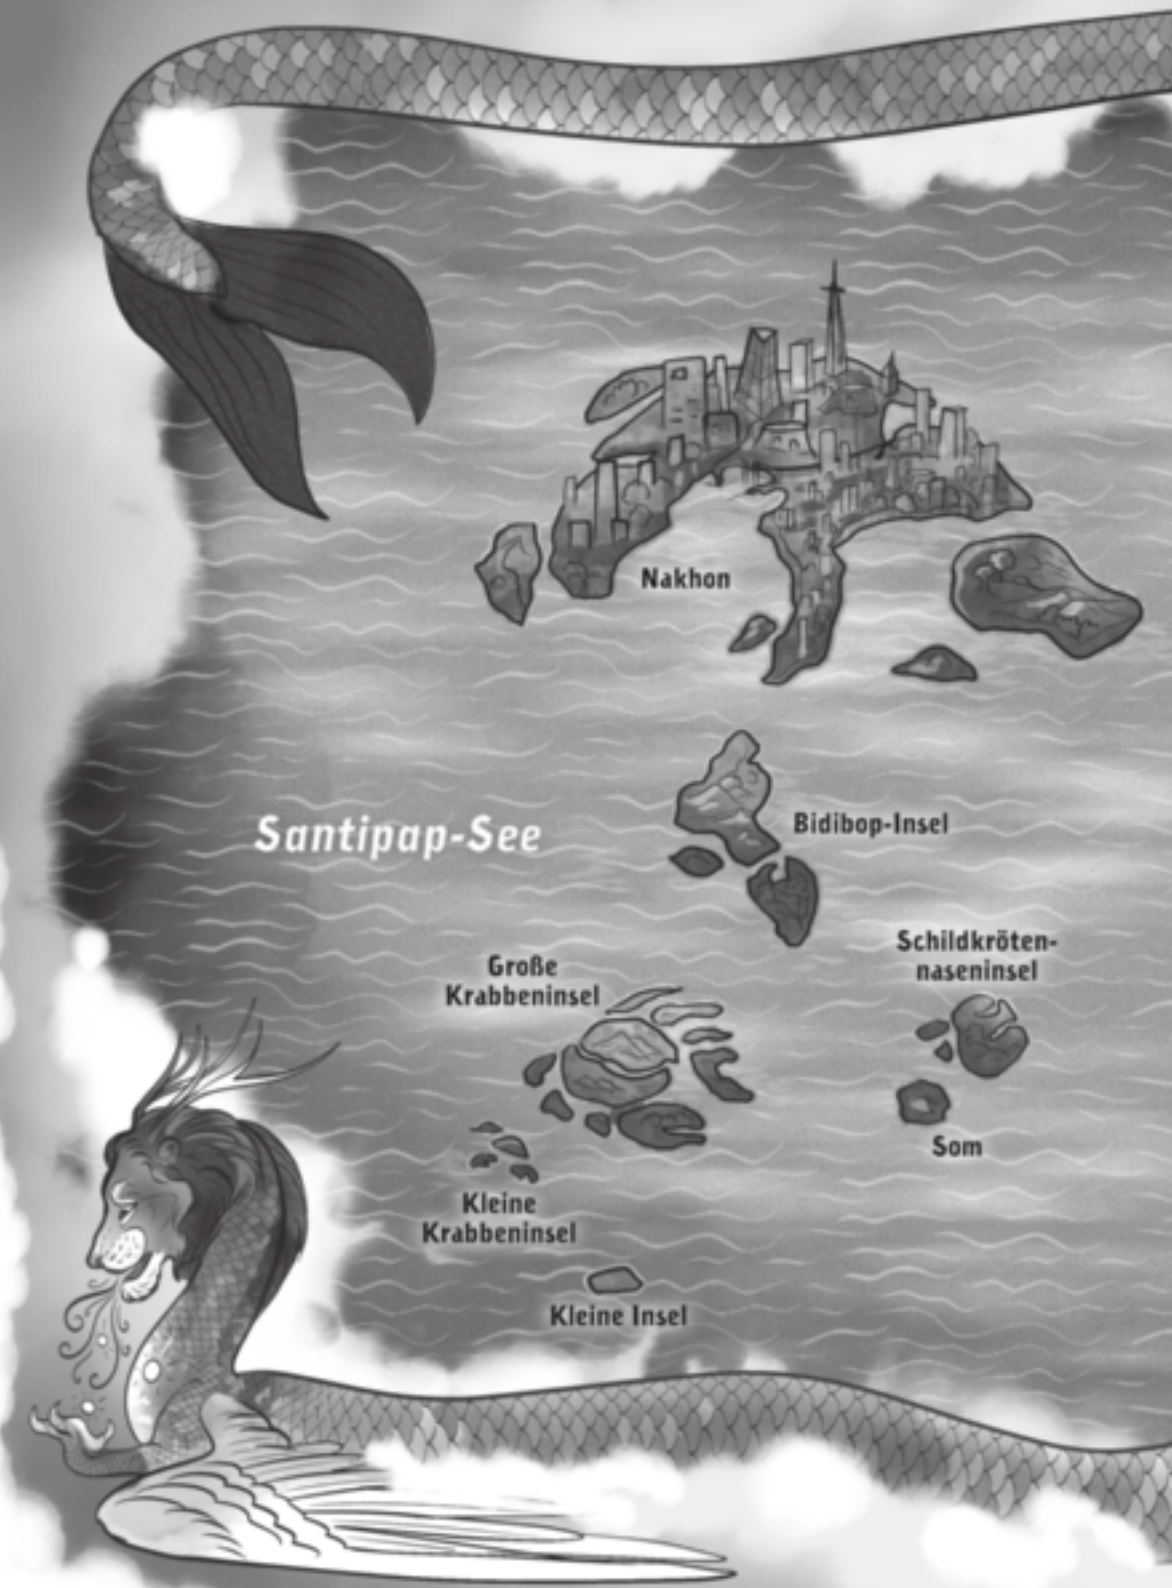 Nakhon
Santipap-See
Bidibop-Insel
Schildkröten-
naseninsel
Große
Krabbeninsel
Som
Kleine
Krabbeninsel
Kleine Insel